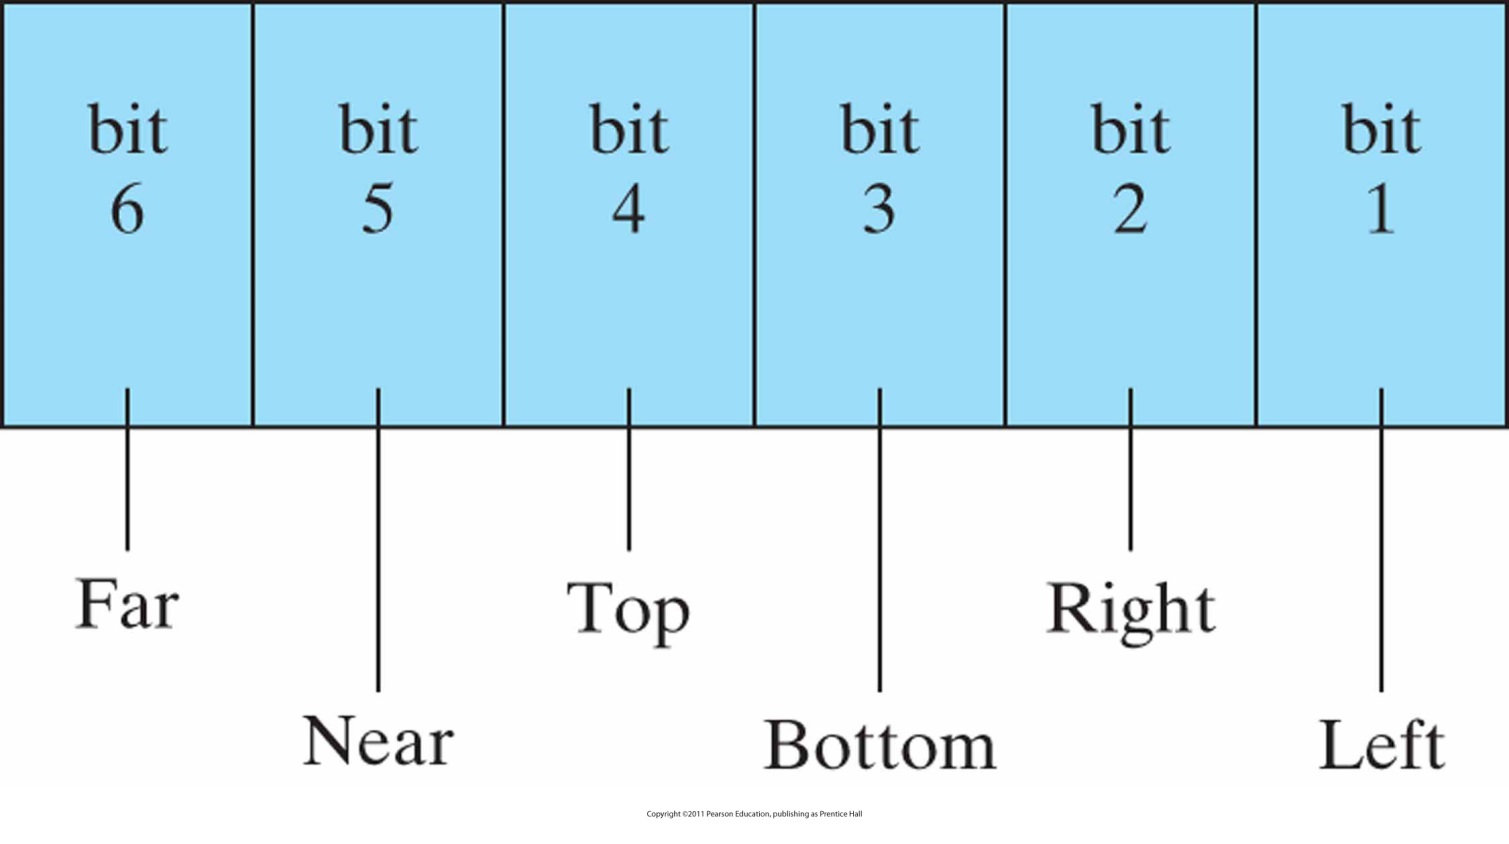 bit bit bit bit bit bit
6 5 4 3 2 1
Far Top Right
Near Bottom Left
Copyright ©2011 Pearson Education, publishing as Prentice Hall